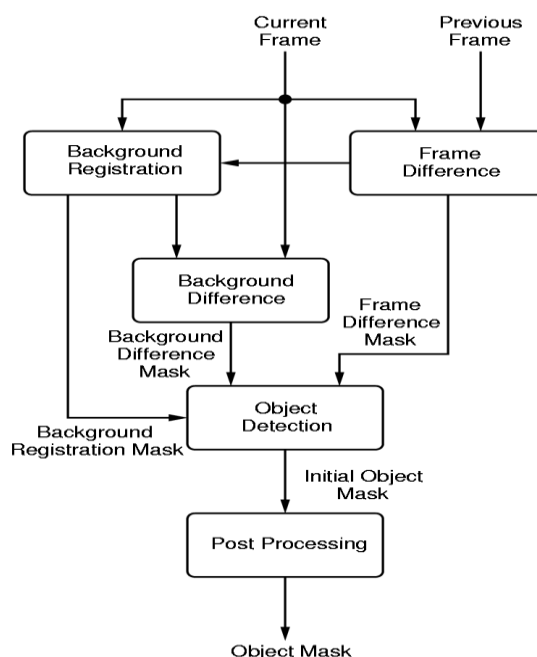 Current
Frame
Previous
Frame
Background
Registration
Frame
Difference
Background
Difference
Background
Difference Mask
Frame
Difference
Mask
Object
Detection
Background
Registration Mask
Initial Object
Mask
Post Processing
Object Mask